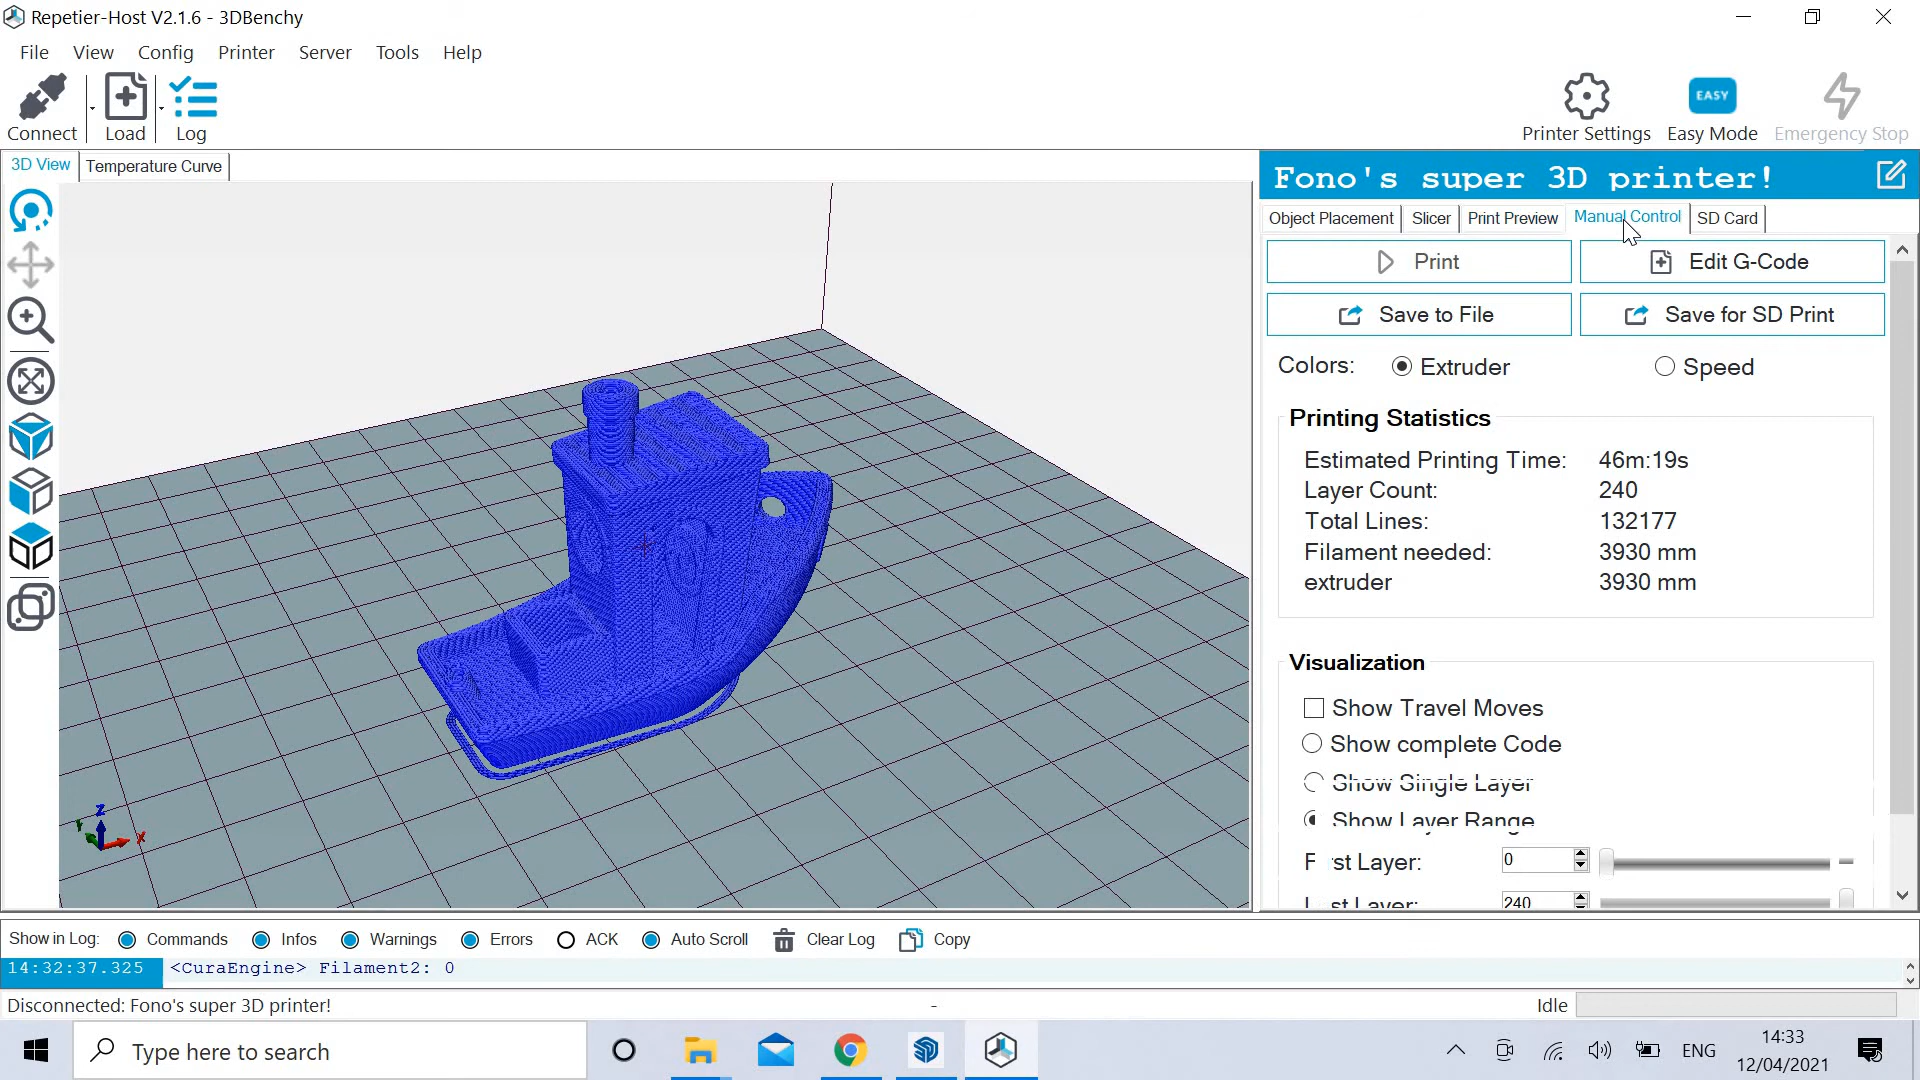 Repetier-Host V2.1.6 - 3DBenchy
File View Config Printer Server Tools Help
Connect Load Log
Printer Settings EASY Easy Mode Emergency Stop
3D View Temperature Curve
Fono's super 3D printer!
Object Placement Slicer Print Preview Manual Control SD Card
Print Edit G-Code
Save to File Save for SD Print
Colors: Extruder Speed
Printing Statistics
Estimated Printing Time: 46m:19s
Layer Count: 240
Total Lines: 132177
Filament needed: 3930 mm
extruder 3930 mm
Visualization
Show Travel Moves
Show complete Code
Show Single Layer
Show Layer Range
First Layer: 0
Last Layer: 240
Z
Y
X
Show in Log: Commands Infos Warnings Errors ACK Auto Scroll Clear Log Copy
14:32:37.325 <CuraEngine> Filament2: 0
Disconnected: Fono's super 3D printer! - Idle
Type here to search
ENG
14:33
12/04/2021